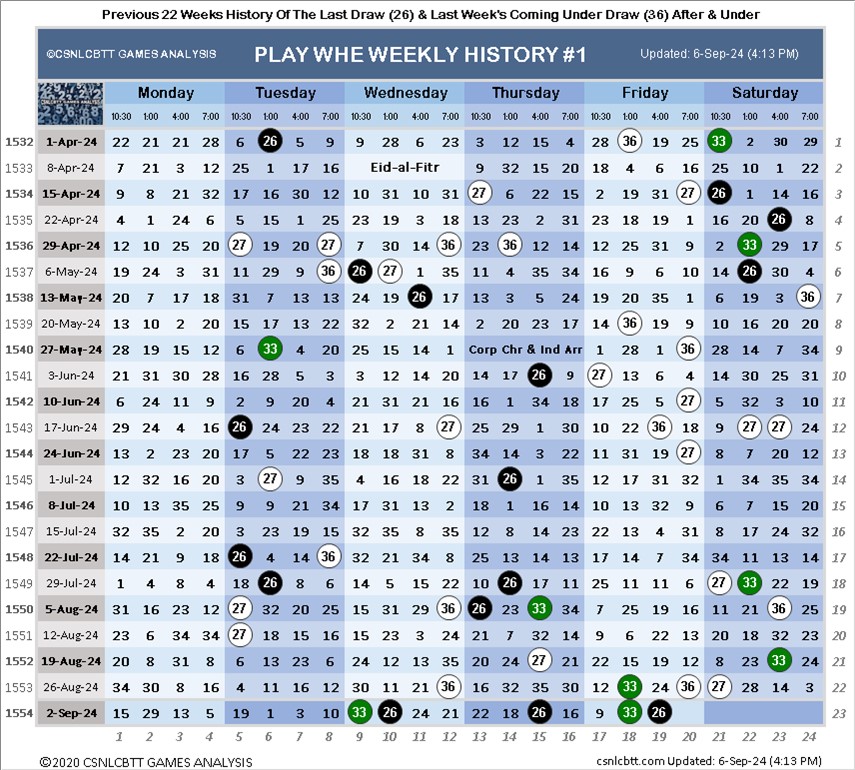 Previous 22 Weeks History Of The Last Draw (26) & Last Week's Coming Under Draw (36) After & Under
©CSNLCBTT GAMES ANALYSIS PLAY WHE WEEKLY HISTORY #1 Updated: 6-Sep-24 (4:13 PM)
CSNLCBTT GAMES ANALYSIS Monday Tuesday Wednesday Thursday Friday Saturday
10:30 1:00 4:00 7:00 10:30 1:00 4:00 7:00 10:30 1:00 4:00 7:00 10:30 1:00 4:00 7:00 10:30 1:00 4:00 7:00 10:30 1:00 4:00 7:00
1532 1-Apr-24 22 21 21 28 6 26 5 9 9 28 6 23 3 12 15 4 28 36 19 25 33 2 30 29 1
1533 8-Apr-24 7 21 3 12 25 1 17 16 Eid-al-Fitr 9 32 15 20 18 4 6 16 25 10 1 22 2
1534 15-Apr-24 9 8 21 32 17 16 30 12 10 31 10 31 27 6 22 15 2 19 31 27 26 1 14 16 3
1535 22-Apr-24 4 1 24 6 5 15 1 25 23 19 3 18 13 23 2 31 23 18 19 1 16 20 26 8 4
1536 29-Apr-24 12 10 25 20 27 19 20 27 7 30 14 36 23 36 12 14 12 25 31 9 2 33 29 17 5
1537 6-May-24 19 24 3 31 11 29 9 36 26 27 1 35 11 4 35 34 16 9 6 10 14 26 30 4 6
1538 13-May-24 20 7 17 18 31 7 13 13 24 19 26 17 13 3 5 24 19 20 35 1 6 19 3 36 7
1539 20-May-24 13 10 2 20 15 17 13 22 32 2 21 14 2 20 23 17 14 36 19 9 10 16 20 20 8
1540 27-May-24 28 19 15 12 6 33 4 20 25 15 14 1 Corp Chr & Ind Arr 1 28 1 36 28 14 7 34 9
1541 3-Jun-24 21 31 30 28 16 28 5 3 3 12 14 20 14 17 26 9 27 13 6 4 14 30 25 31 10
1542 10-Jun-24 6 24 11 9 2 9 20 4 21 31 21 16 16 1 34 18 17 25 5 27 5 32 3 10 11
1543 17-Jun-24 29 24 4 16 26 24 23 22 21 17 8 27 25 29 1 30 10 22 36 18 9 27 27 24 12
1544 24-Jun-24 13 2 23 20 17 5 22 23 18 18 13 23 34 14 3 22 11 31 19 27 8 7 20 12 13
1545 1-Jul-24 12 32 16 20 3 27 9 35 4 16 18 22 31 26 1 35 12 17 31 32 1 34 35 34 14
1546 8-Jul-24 10 13 35 25 9 9 21 34 17 31 13 2 18 1 16 14 10 13 32 9 6 7 15 20 15
1547 15-Jul-24 32 35 2 20 3 23 19 15 32 35 8 35 12 8 14 23 22 13 4 31 8 17 24 32 16
1548 22-Jul-24 14 21 9 18 26 4 14 36 32 21 34 8 25 13 14 13 17 14 7 34 34 11 13 14 17
1549 29-Jul-24 1 4 8 4 18 26 8 6 14 5 15 22 10 26 17 11 25 11 11 6 27 33 22 19 18
1550 5-Aug-24 31 16 23 12 27 32 20 25 15 31 29 36 26 23 33 34 7 25 19 16 11 21 36 25 19
1551 12-Aug-24 23 6 34 34 27 18 15 16 15 23 3 24 21 7 32 14 9 6 22 13 20 18 32 23 20
1552 19-Aug-24 20 8 31 8 6 13 23 6 24 12 13 35 20 24 27 21 22 15 19 12 8 23 33 24 21
1553 26-Aug-24 34 30 8 16 4 11 16 12 30 11 21 36 16 32 35 30 12 33 24 36 27 28 14 3 22
1554 2-Sep-24 15 29 13 5 19 1 3 10 33 26 24 21 22 18 26 16 9 33 26 23
1 2 3 4 5 6 7 8 9 10 11 12 13 14 15 16 17 18 19 20 21 22 23 24
©2020 CSNLCBTT GAMES ANALYSIS csnlcbtt.com Updated: 6-Sep-24 (4:13 PM)